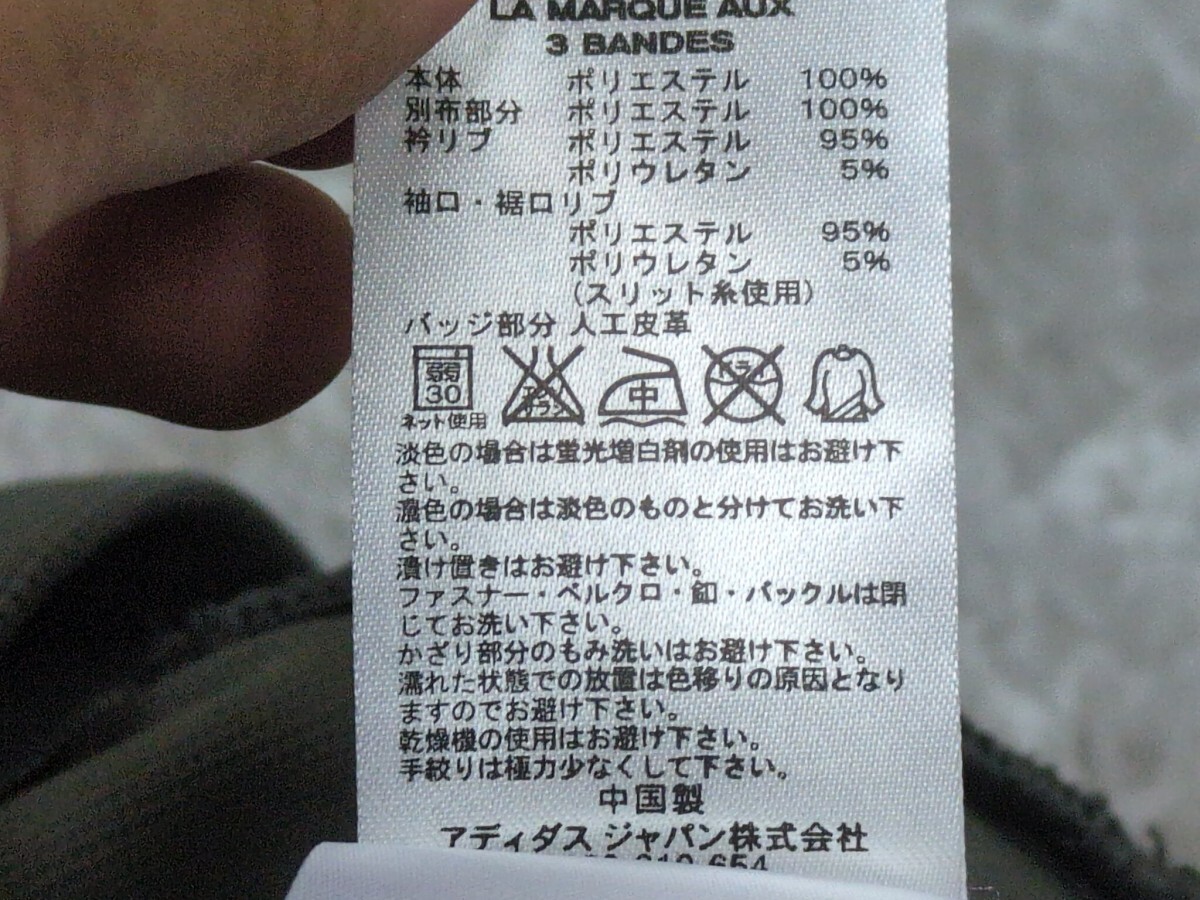 LA MARQUE AUX
3 BANDES
本体 ポリエステル 100%
別布部分 ポリエステル 100%
衿リブ ポリエステル 95%
ポリウレタン 5%
袖口・裾口リブ
ポリエステル 95%
ポリウレタン 5%
(スリット糸使用)
バッジ部分 人工皮革
弱 30 エンソ サラシ 中 ドライ
ネット使用
淡色の場合は蛍光増白剤の使用はお避け下
さい。
濃色の場合は淡色のものと分けてお洗い下
さい。
漬け置きはお避け下さい。
ファスナー・ベルクロ・釦・バックルは閉
じてお洗い下さい。
かざり部分のもみ洗いはお避け下さい。
濡れた状態での放置は色移りの原因となり
ますのでお避け下さい。
乾燥機の使用はお避け下さい。
手絞りは極力少なくして下さい。
中国製
アディダス ジャパン株式会社